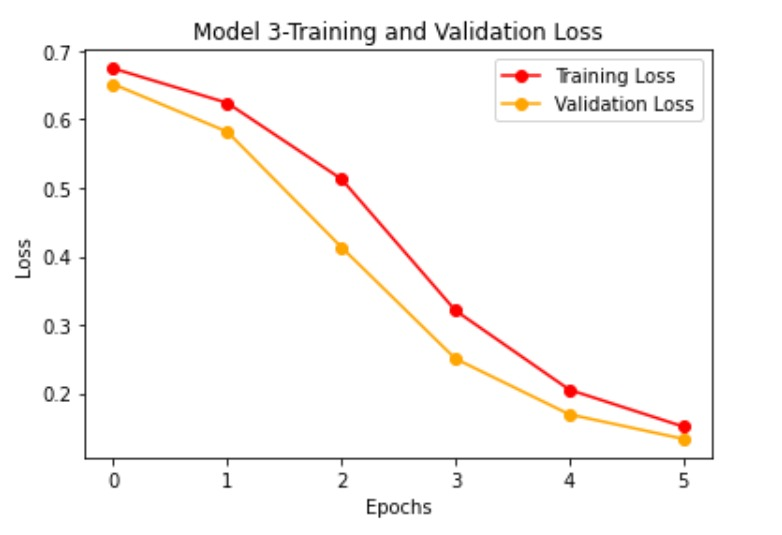 Model 3-Training and Validation Loss
0.7
0.6
0.5
0.4
0.3
0.2
Loss
Training Loss
Validation Loss
0 1 2 3 4 5
Epochs